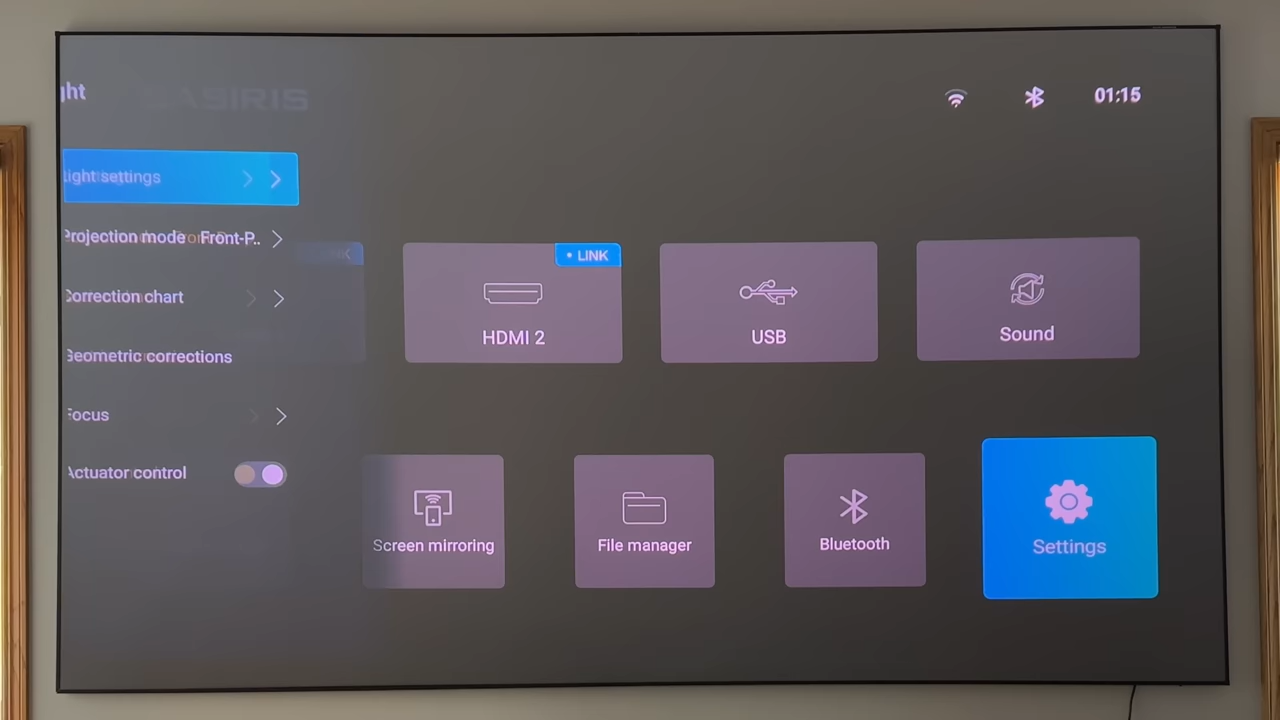 ght
ASIRIS
01:15
ight settings
Projection mode Front-P..
Correction chart
Geometric corrections
Focus
Actuator control
LINK
HDMI 2
USB
Sound
Screen mirroring
File manager
Bluetooth
Settings